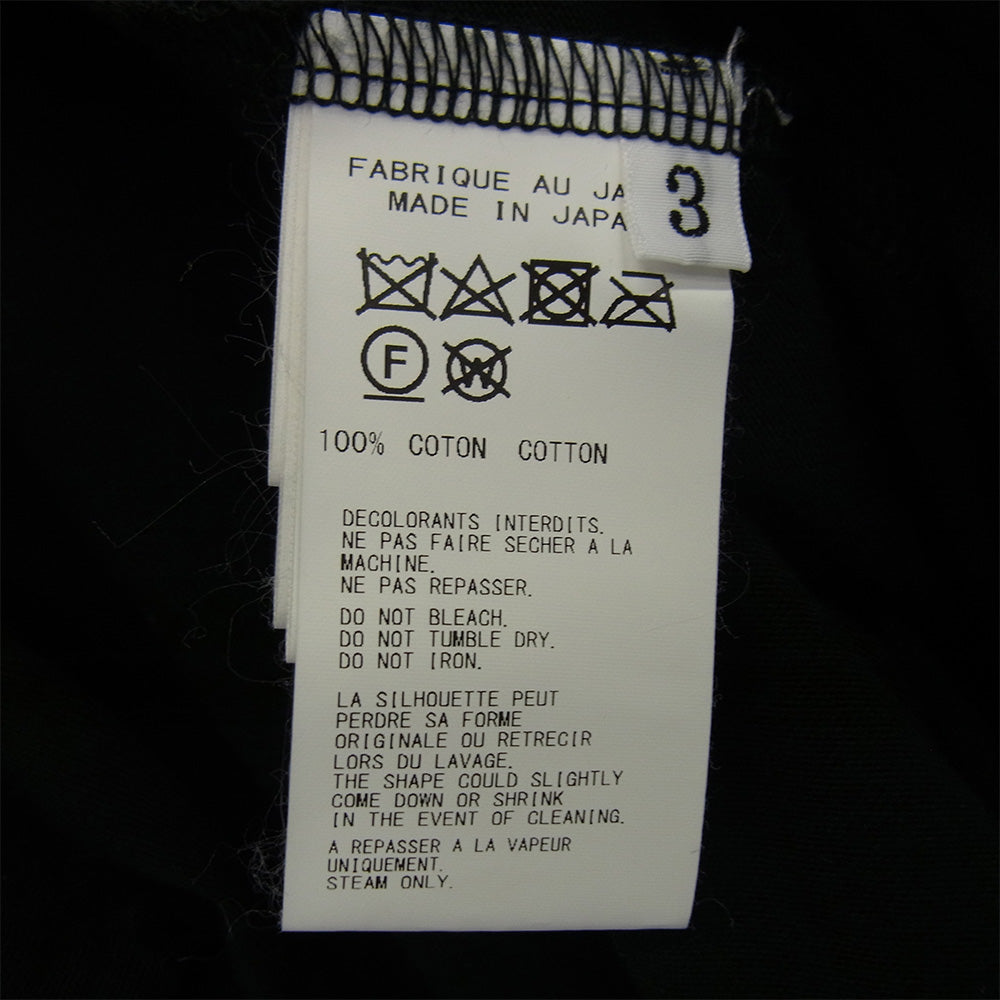 FABRIQUE AU JA
MADE IN JAPA
3
F
W
100% COTON COTTON
DECOLORANTS INTERDITS.
NE PAS FAIRE SECHER A LA
MACHINE.
NE PAS REPASSER.
DO NOT BLEACH.
DO NOT TUMBLE DRY.
DO NOT IRON.
LA SILHOUETTE PEUT
PERDRE SA FORME
ORIGINALE OU RETRECIR
LORS DU LAVAGE.
THE SHAPE COULD SLIGHTLY
COME DOWN OR SHRINK
IN THE EVENT OF CLEANING.
A REPASSER A LA VAPEUR
UNIQUEMENT.
STEAM ONLY.